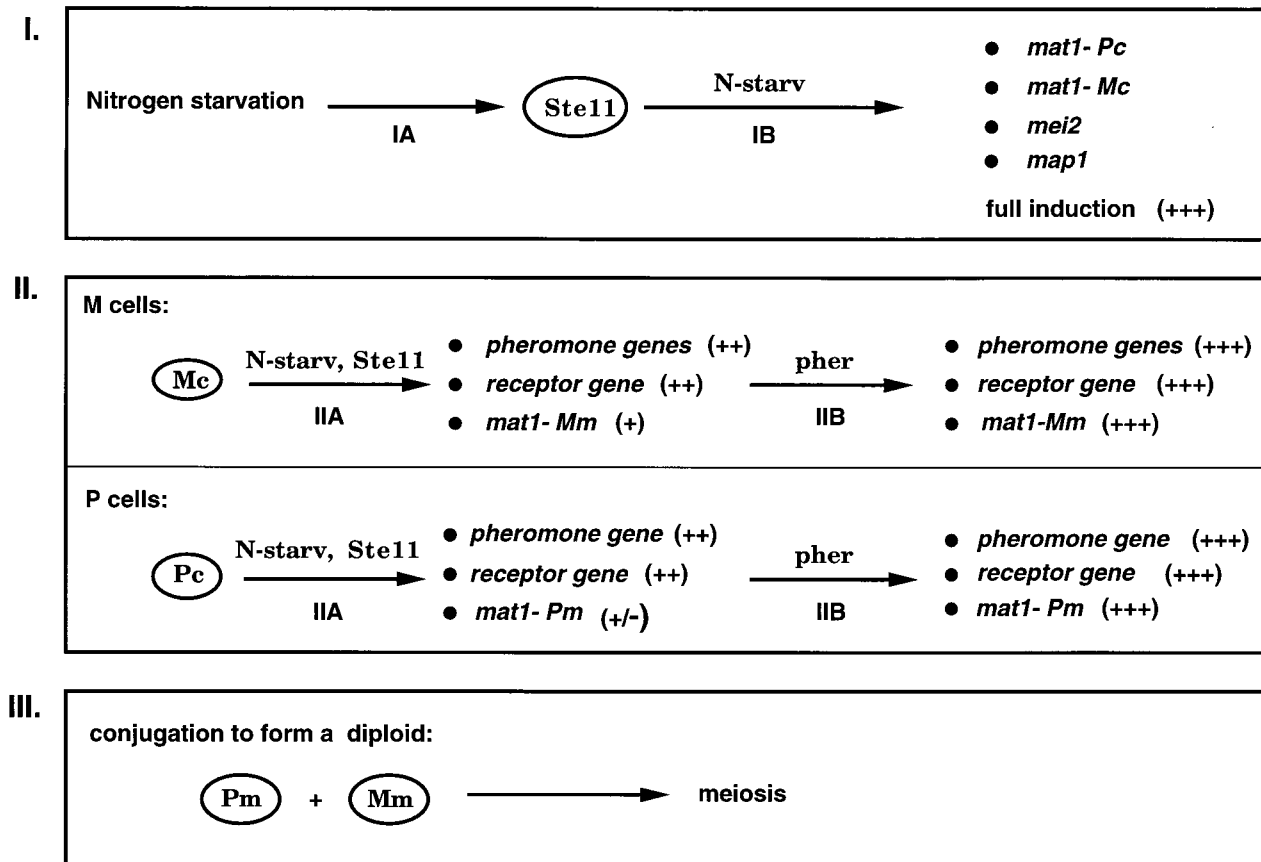 I.
Nitrogen starvation
IA
Ste11
N-starv
IB
● mat1- Pc
● mat1- Mc
● mei2
● map1
full induction (+++)
II.
M cells:
Mc
N-starv, Ste11
IIA
● pheromone genes (++)
● receptor gene (++)
● mat1- Mm (+)
pher
IIB
● pheromone genes (+++)
● receptor gene (+++)
● mat1-Mm (+++)
P cells:
Pc
N-starv, Ste11
IIA
● pheromone gene (++)
● receptor gene (++)
● mat1- Pm (+/-)
pher
IIB
● pheromone gene (+++)
● receptor gene (+++)
● mat1- Pm (+++)
III.
conjugation to form a diploid:
Pm + Mm
meiosis